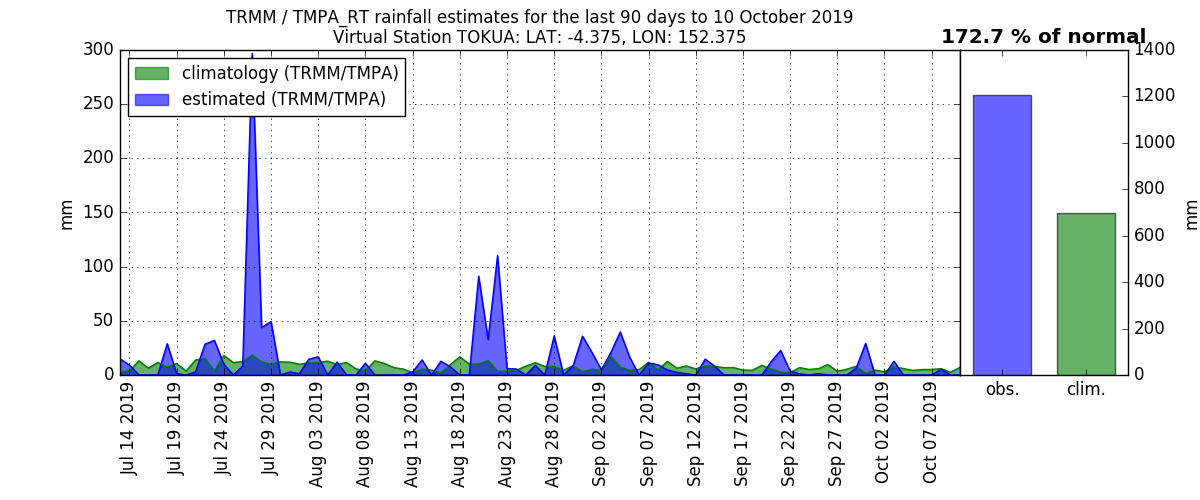 TRMM / TMPA_RT rainfall estimates for the last 90 days to 10 October 2019
Virtual Station TOKUA: LAT: -4.375, LON: 152.375
172.7 % of normal
climatology (TRMM/TMPA)
estimated (TRMM/TMPA)
mm
300
250
200
150
100
50
0
Jul 14 2019
Jul 19 2019
Jul 24 2019
Jul 29 2019
Aug 03 2019
Aug 08 2019
Aug 13 2019
Aug 18 2019
Aug 23 2019
Aug 28 2019
Sep 02 2019
Sep 07 2019
Sep 12 2019
Sep 17 2019
Sep 22 2019
Sep 27 2019
Oct 02 2019
Oct 07 2019
obs.
clim.
1400
1200
1000
800
600
400
200
0
mm